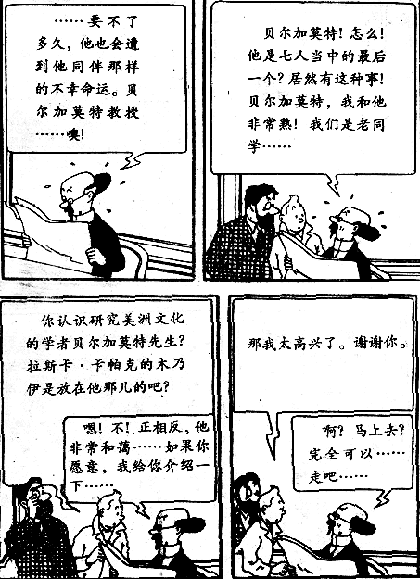 ……要不了
多久，他也会遭
到他同伴那样
的不幸命运。贝
尔加莫特教授
……噢！
贝尔加莫特！怎么！
他是七人当中的最后
一个？居然有这种事！
贝尔加莫特，我和他
非常熟！我们是老同
学……
你认识研究美洲文化
的学者贝尔加莫特先生？
拉斯卡·卡帕克的木乃
伊是放在他那儿的吧？
嗯！不！正相反，他
非常和蔼……如果你
愿意，我给你介绍一
下……
那我太高兴了。谢谢你。
啊？马上去？
完全可以……
走吧……